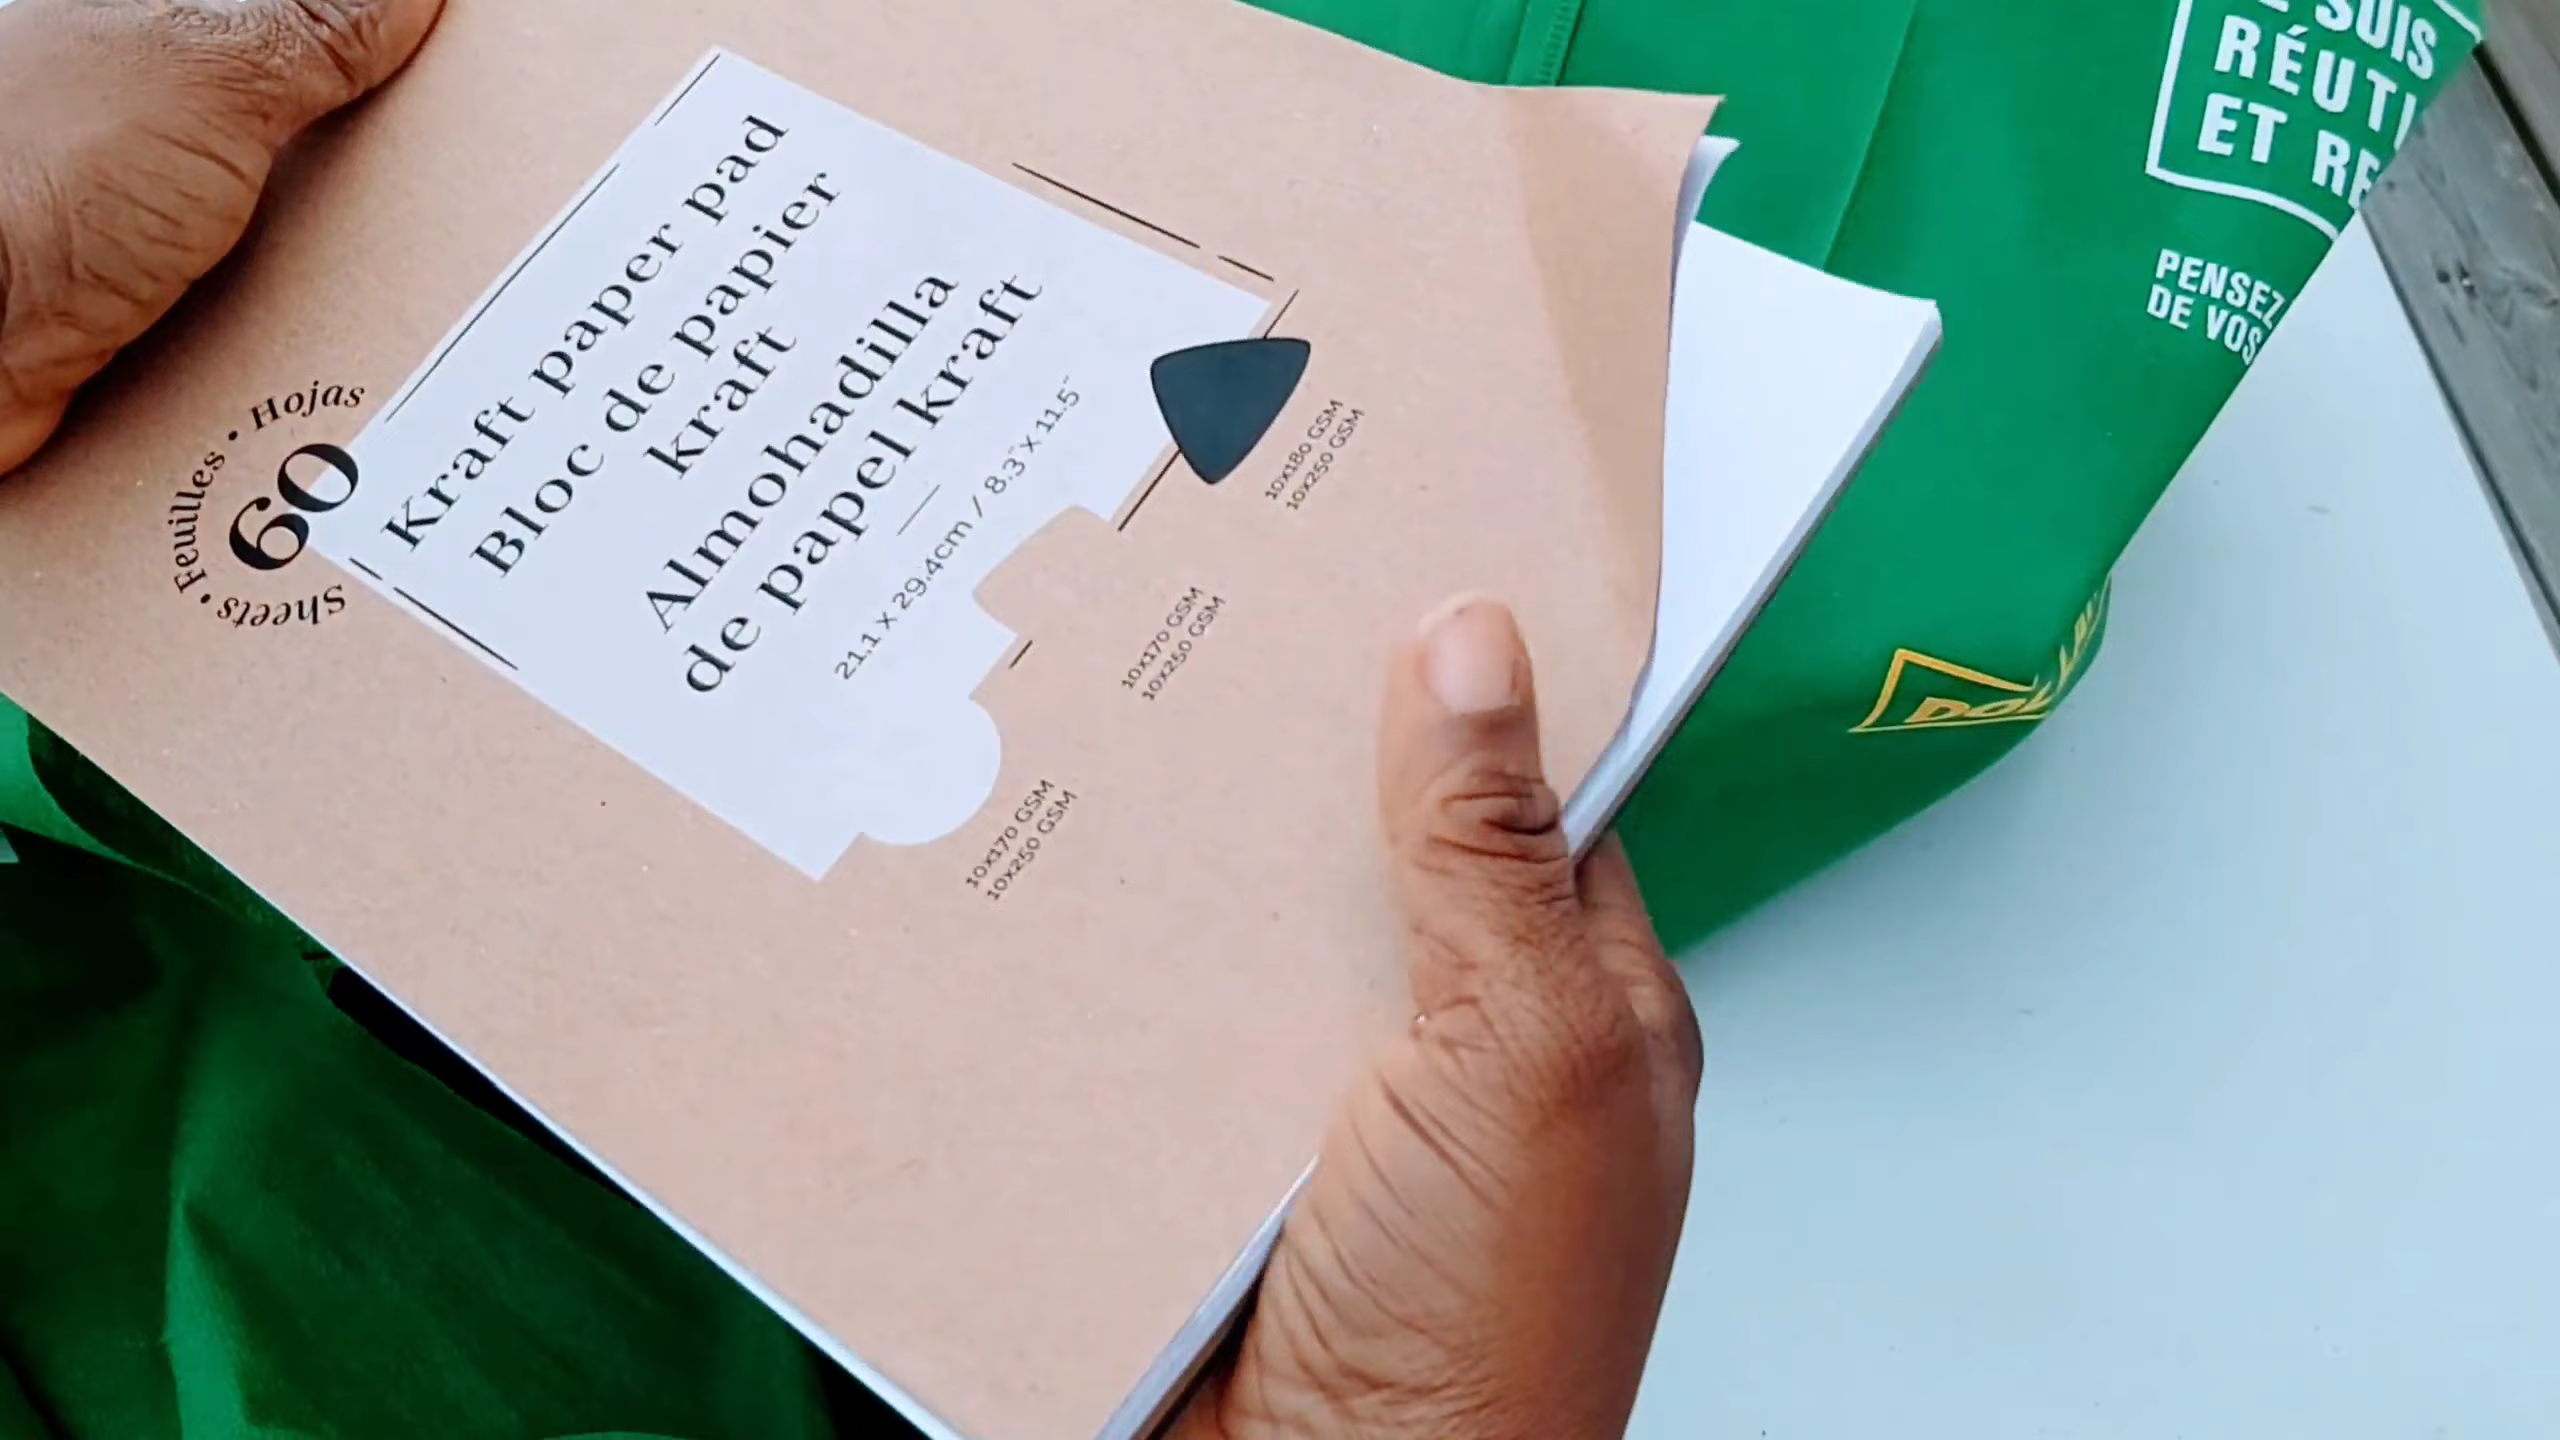 Kraft paper pad
Bloc de papier
kraft
Almohadilla
de papel kraft
21.1 x 29.4cm / 8.3" x 11.5"
60
Sheets • Feuilles • Hojas
10x180 GSM
10x250 GSM
10x170 GSM
10x250 GSM
10x170 GSM
10x250 GSM
SUIS
ET
PENSEZ
DE VOS